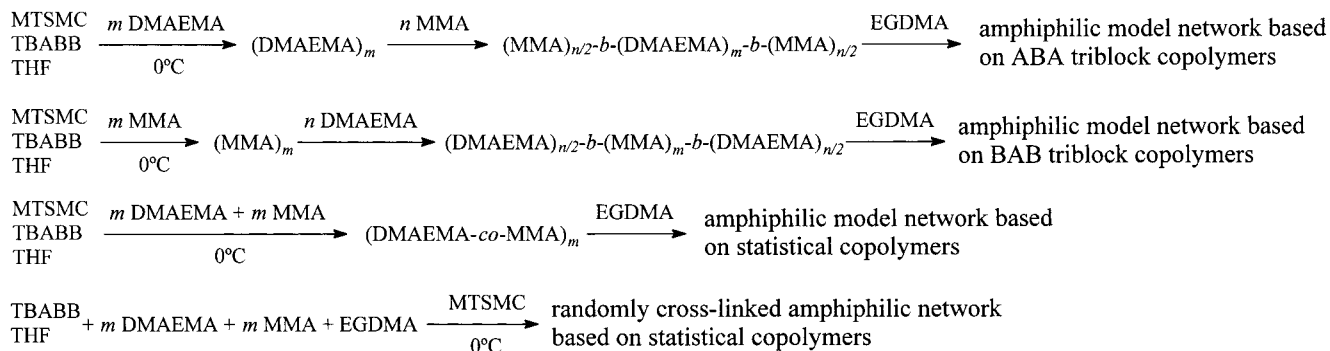 MTSMC
TBABB
THF
m DMAEMA
0°C
(DMAEMA)m
n MMA
(MMA)n/2-b-(DMAEMA)m-b-(MMA)n/2
EGDMA
amphiphilic model network based
on ABA triblock copolymers
MTSMC
TBABB
THF
m MMA
0°C
(MMA)m
n DMAEMA
(DMAEMA)n/2-b-(MMA)m-b-(DMAEMA)n/2
EGDMA
amphiphilic model network based
on BAB triblock copolymers
MTSMC
TBABB
THF
m DMAEMA + m MMA
0°C
(DMAEMA-co-MMA)m
EGDMA
amphiphilic model network based
on statistical copolymers
TBABB
THF
+ m DMAEMA + m MMA + EGDMA
MTSMC
0°C
randomly cross-linked amphiphilic network
based on statistical copolymers